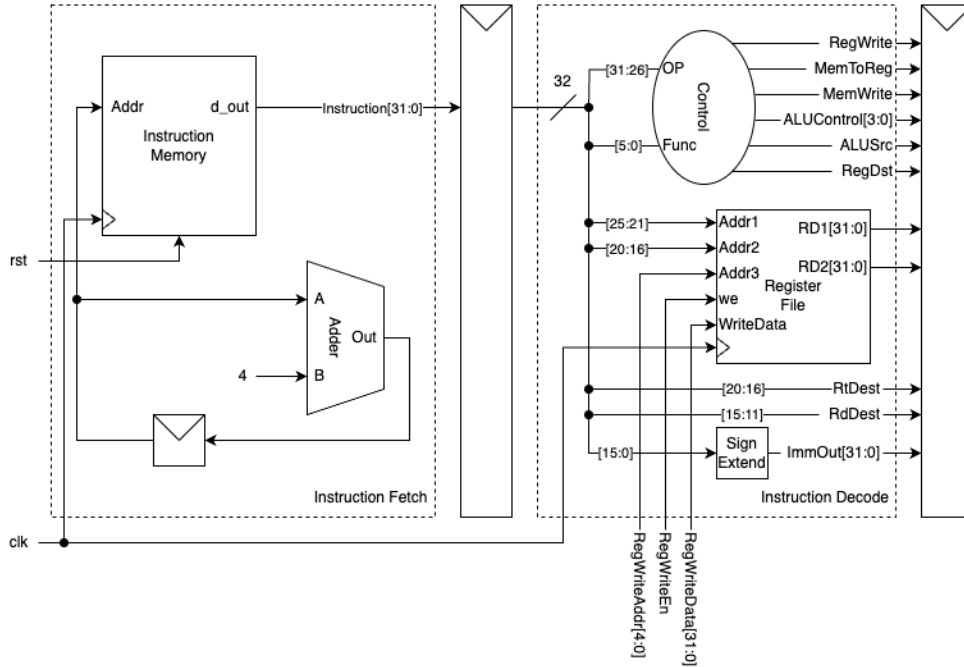 Addr
d_out
Instruction
Memory
Instruction[31:0]
rst
A
Adder
Out
4
B
Instruction Fetch
clk
32
[31:26]
OP
Control
[5:0]
Func
RegWrite
MemToReg
MemWrite
ALUControl[3:0]
ALUSrc
RegDst
[25:21]
Addr1
RD1[31:0]
[20:16]
Addr2
RD2[31:0]
Addr3
Register
File
we
WriteData
[20:16]
RtDest
[15:11]
RdDest
[15:0]
Sign
Extend
ImmOut[31:0]
Instruction Decode
RegWriteAddr[4:0]
RegWriteEn
RegWriteData[31:0]